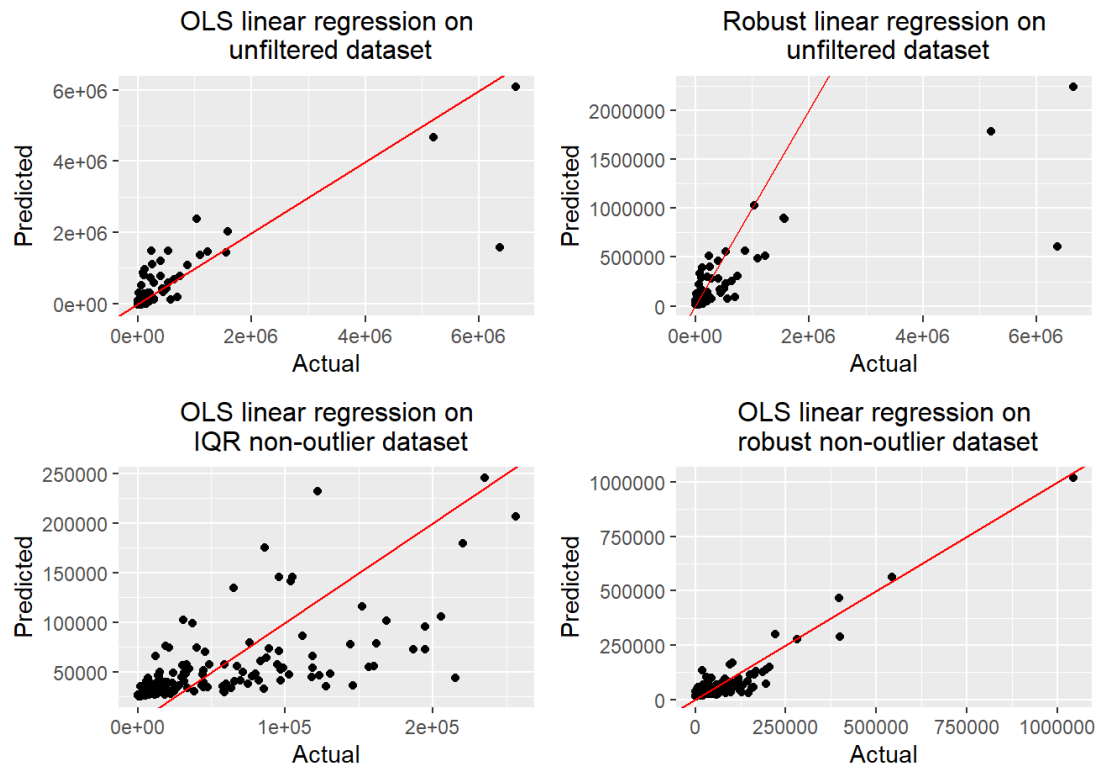 OLS linear regression on
unfiltered dataset
6e+06
4e+06
2e+06
0e+00
Predicted
0e+00 2e+06 4e+06 6e+06
Actual
Robust linear regression on
unfiltered dataset
2000000
1500000
1000000
500000
0
Predicted
0e+00 2e+06 4e+06 6e+06
Actual
OLS linear regression on
IQR non-outlier dataset
250000
200000
150000
100000
50000
Predicted
0e+00 1e+05 2e+05
Actual
OLS linear regression on
robust non-outlier dataset
1000000
750000
500000
250000
0
Predicted
0 250000 500000 750000 1000000
Actual